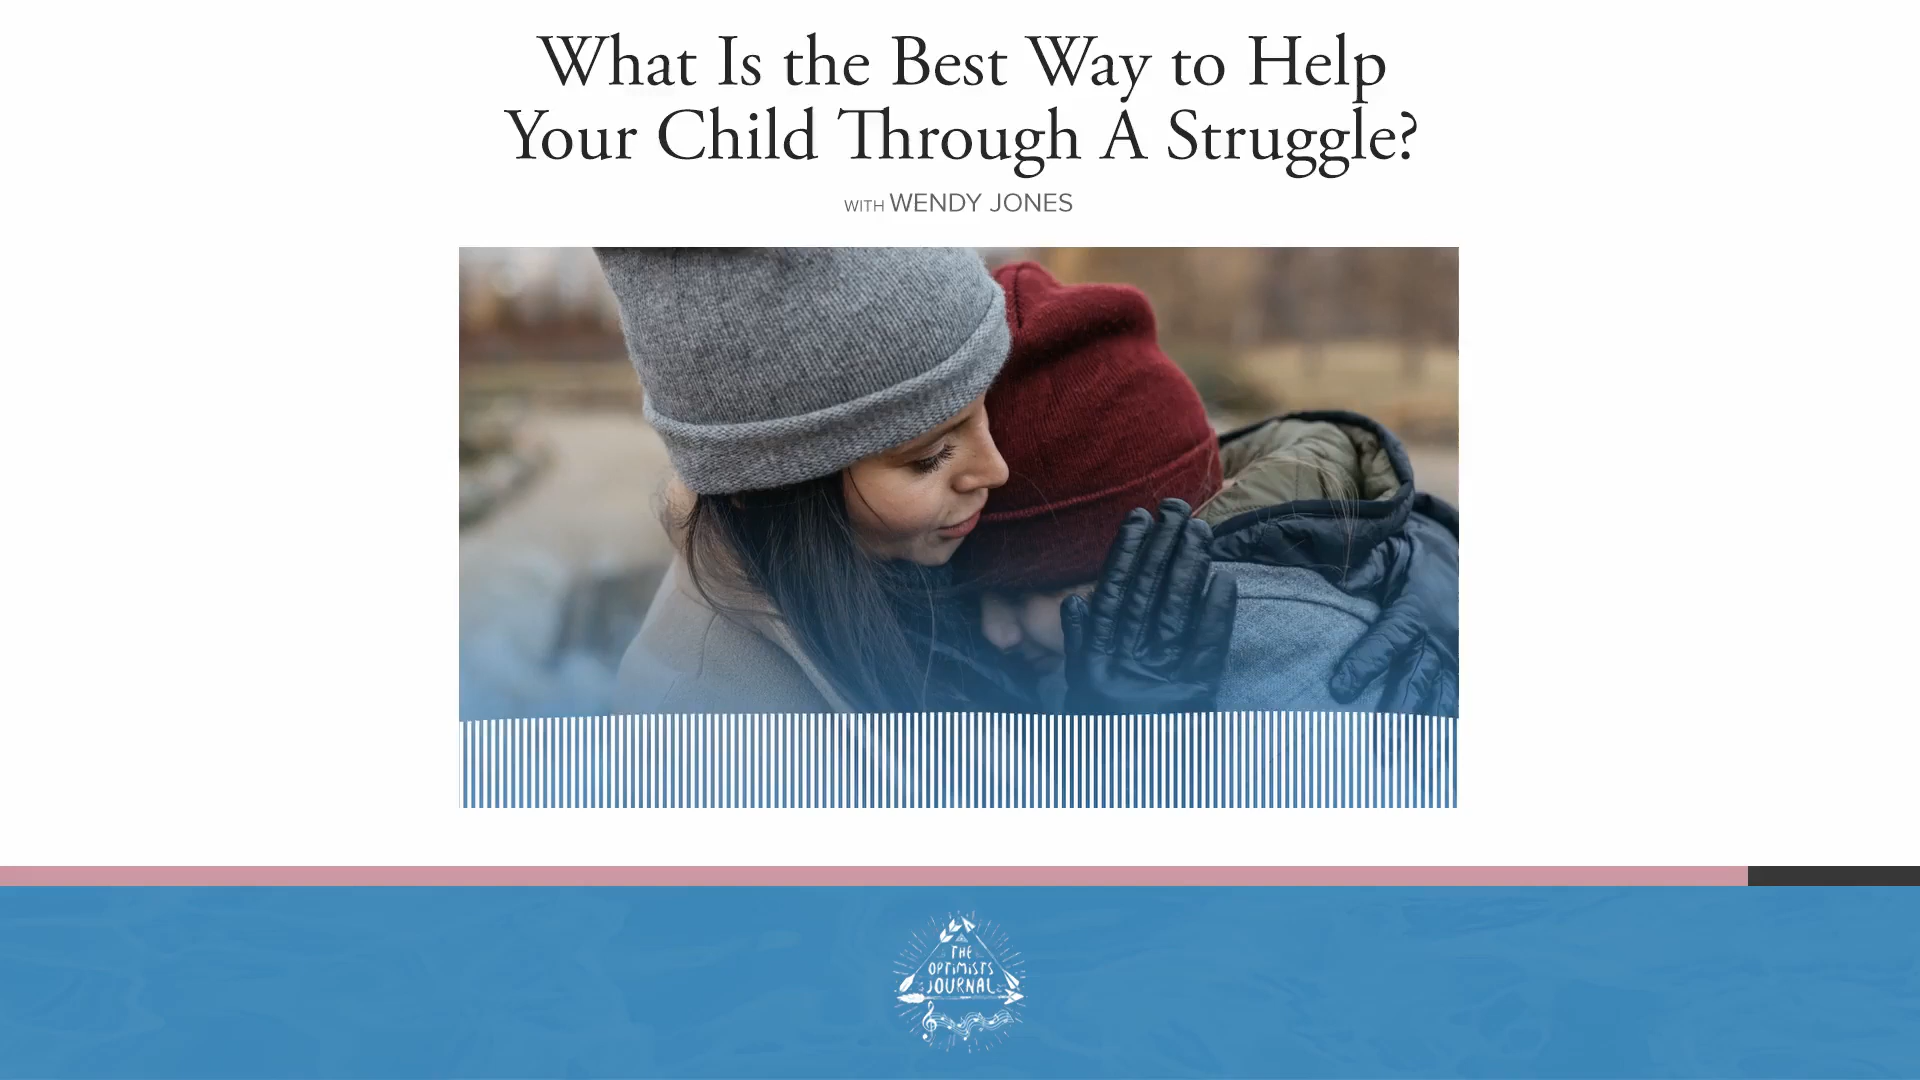 What Is the Best Way to Help
Your Child Through A Struggle?
WITH WENDY JONES
THE
OPTIMISTS
JOURNAL